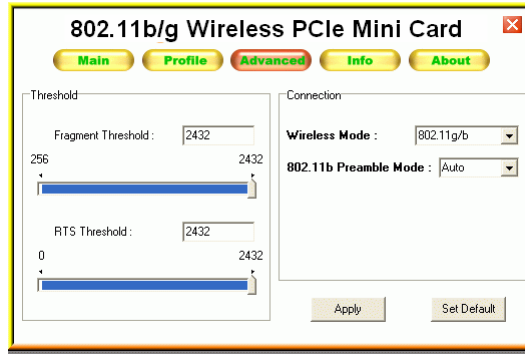 802.11b/g Wireless PCIe Mini Card
Main Profile Advanced Info About
Threshold
Fragment Threshold : 2432
256 2432
RTS Threshold : 2432
0 2432
Connection
Wireless Mode : 802.11g/b
802.11b Preamble Mode : Auto
Apply Set Default